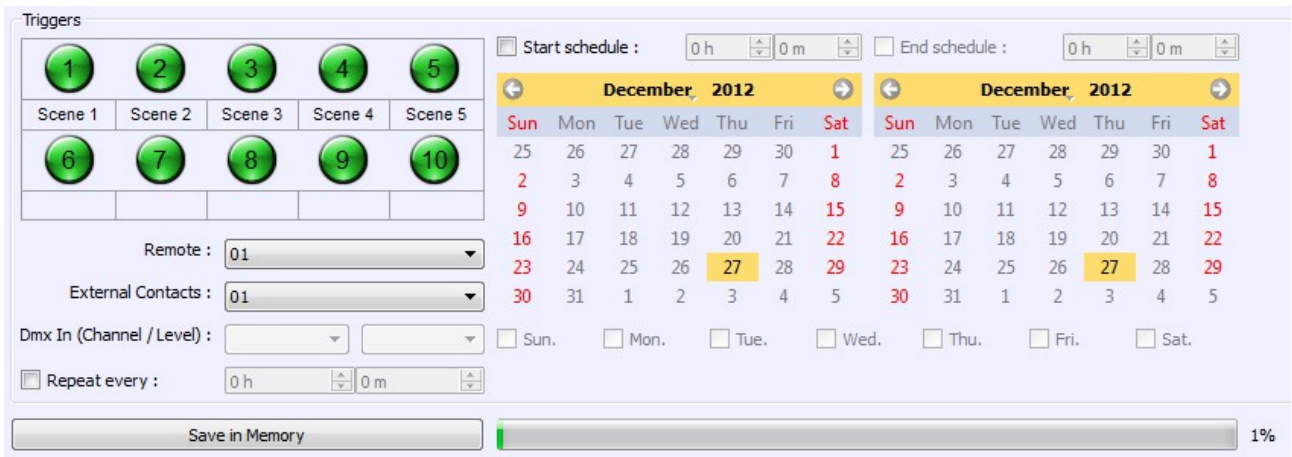 Triggers
1 2 3 4 5
Scene 1 Scene 2 Scene 3 Scene 4 Scene 5
6 7 8 9 10
Remote : 01
External Contacts : 01
Dmx In (Channel / Level) :
Repeat every : 0 h 0 m
Save in Memory
Start schedule : 0 h 0 m
December, 2012
Sun Mon Tue Wed Thu Fri Sat
25 26 27 28 29 30 1
2 3 4 5 6 7 8
9 10 11 12 13 14 15
16 17 18 19 20 21 22
23 24 25 26 27 28 29
30 31 1 2 3 4 5
End schedule : 0 h 0 m
December, 2012
Sun Mon Tue Wed Thu Fri Sat
25 26 27 28 29 30 1
2 3 4 5 6 7 8
9 10 11 12 13 14 15
16 17 18 19 20 21 22
23 24 25 26 27 28 29
30 31 1 2 3 4 5
Sun. Mon. Tue. Wed. Thu. Fri. Sat.
1%